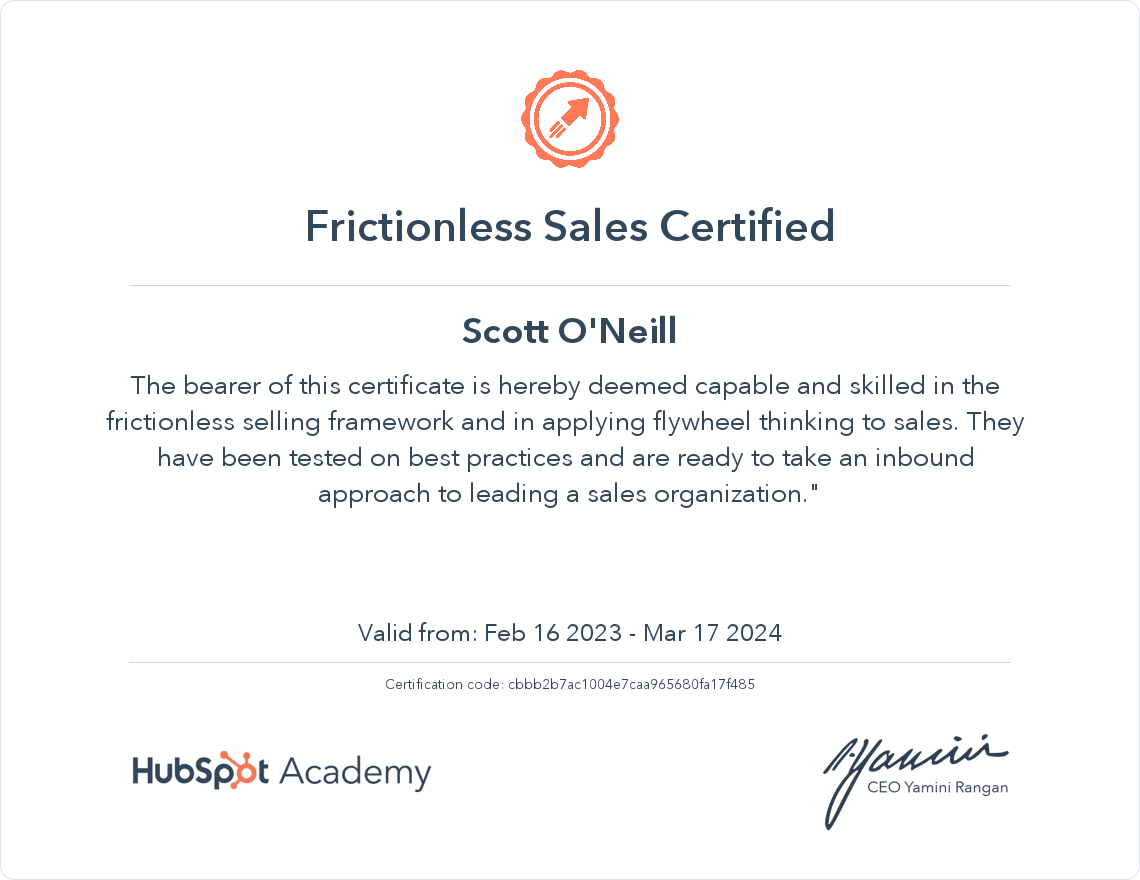 Frictionless Sales Certified
Scott O'Neill
The bearer of this certificate is hereby deemed capable and skilled in the
frictionless selling framework and in applying flywheel thinking to sales. They
have been tested on best practices and are ready to take an inbound
approach to leading a sales organization."
Valid from: Feb 16 2023 - Mar 17 2024
Certification code: cbbb2b7ac1004e7caa965680fa17f485
HubSpot Academy
CEO Yamini Rangan